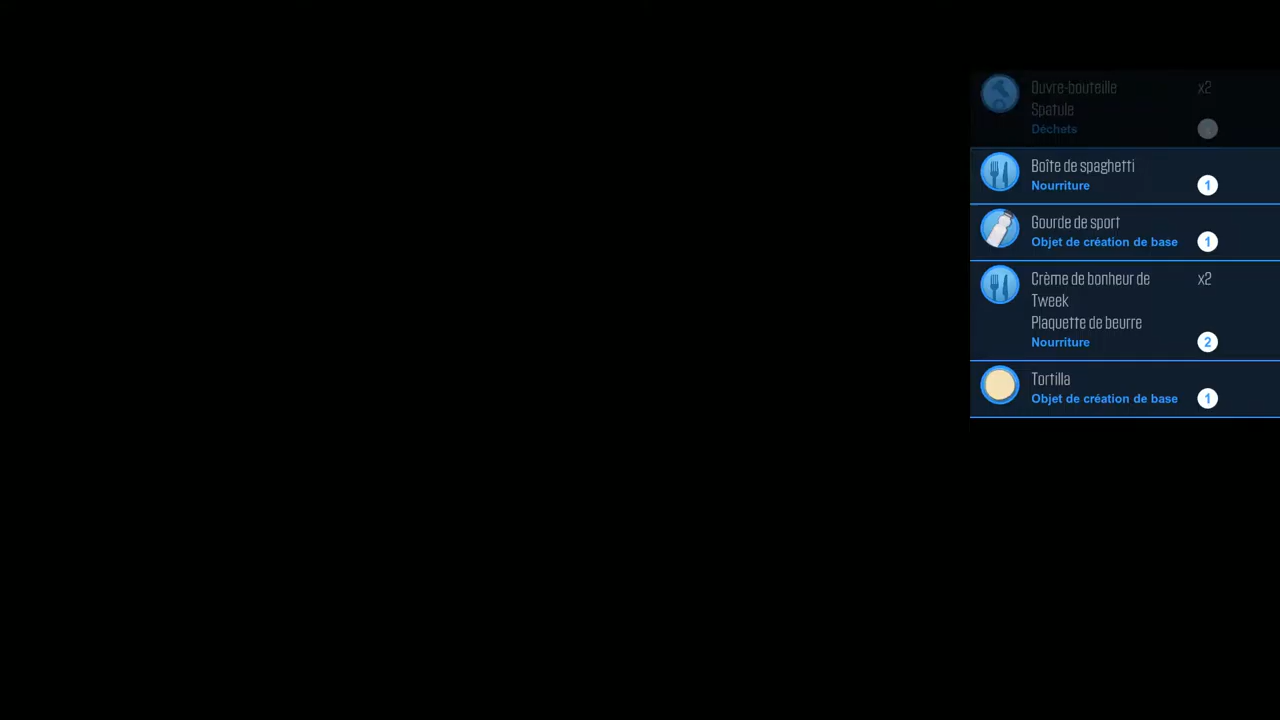 Ouvre-bouteille x2
Spatule
Déchets
Boîte de spaghetti
Nourriture 1
Gourde de sport
Objet de création de base 1
Crème de bonheur de x2
Tweek
Plaquette de beurre
Nourriture 2
Tortilla
Objet de création de base 1